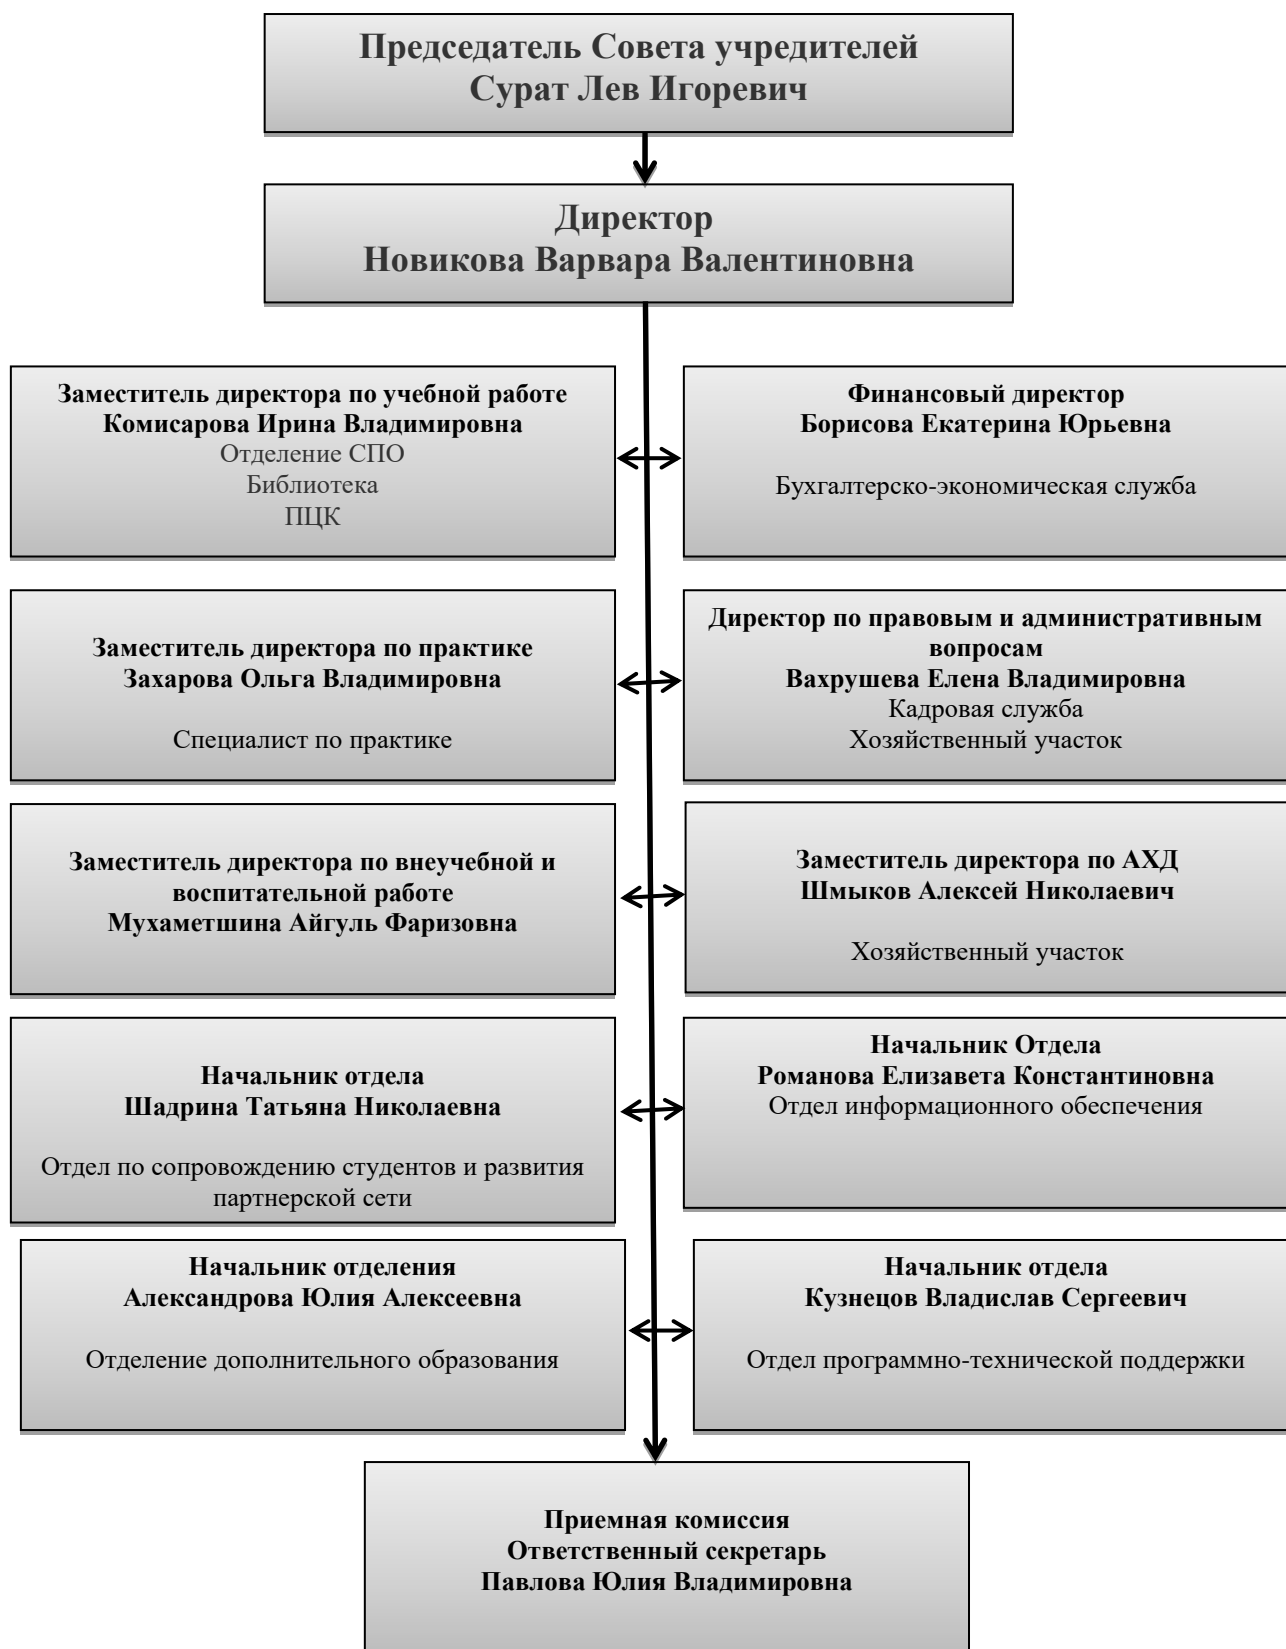 Председатель Совета учредителей
Сурат Лев Игоревич
Директор
Новикова Варвара Валентиновна
Заместитель директора по учебной работе
Комисарова Ирина Владимировна
Отделение СПО
Библиотека
ПЦК
Финансовый директор
Борисова Екатерина Юрьевна
Бухгалтерско-экономическая служба
Заместитель директора по практике
Захарова Ольга Владимировна
Специалист по практике
Директор по правовым и административным
вопросам
Вахрушева Елена Владимировна
Кадровая служба
Хозяйственный участок
Заместитель директора по внеучебной и
воспитательной работе
Мухаметшина Айгуль Фаризовна
Заместитель директора по АХД
Шмыков Алексей Николаевич
Хозяйственный участок
Начальник отдела
Шадрина Татьяна Николаевна
Отдел по сопровождению студентов и развития
партнерской сети
Начальник Отдела
Романова Елизавета Константиновна
Отдел информационного обеспечения
Начальник отделения
Александрова Юлия Алексеевна
Отделение дополнительного образования
Начальник отдела
Кузнецов Владислав Сергеевич
Отдел программно-технической поддержки
Приемная комиссия
Ответственный секретарь
Павлова Юлия Владимировна